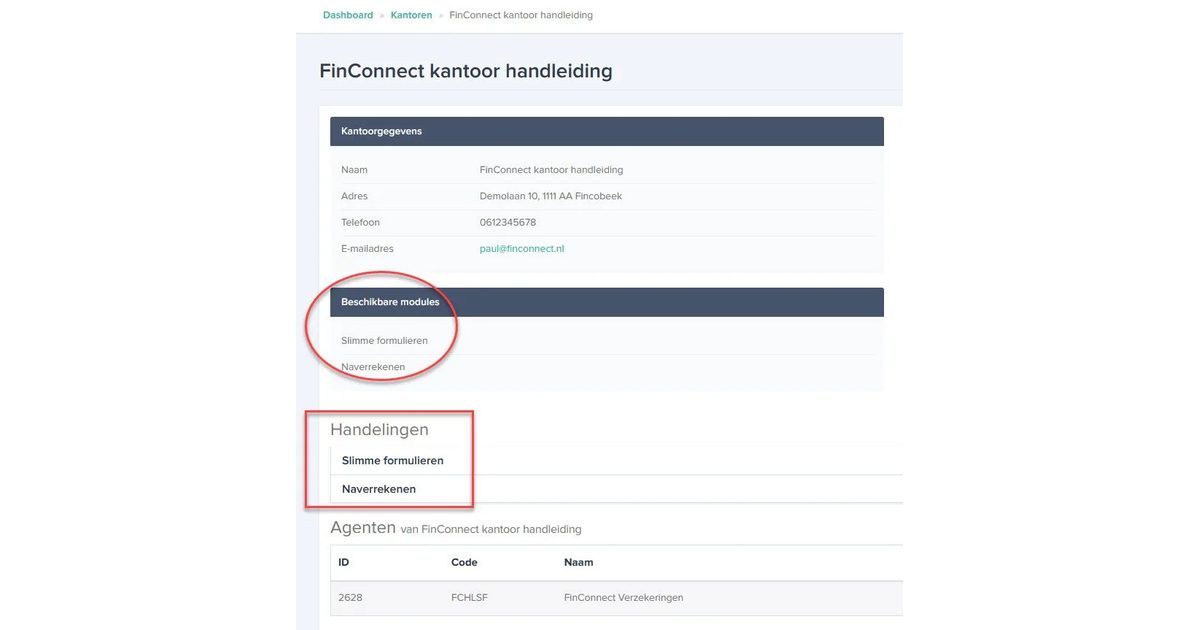 Dashboard » Kantoren » FinConnect kantoor handleiding
FinConnect kantoor handleiding
Kantoorgegevens
Naam FinConnect kantoor handleiding
Adres Demolaan 10, 1111 AA Fincobeek
Telefoon 0612345678
E-mailadres paul@finconnect.nl
Beschikbare modules
Slimme formulieren
Naverrekenen
Handelingen
Slimme formulieren
Naverrekenen
Agenten van FinConnect kantoor handleiding
ID Code Naam
2628 FCHLSF FinConnect Verzekeringen